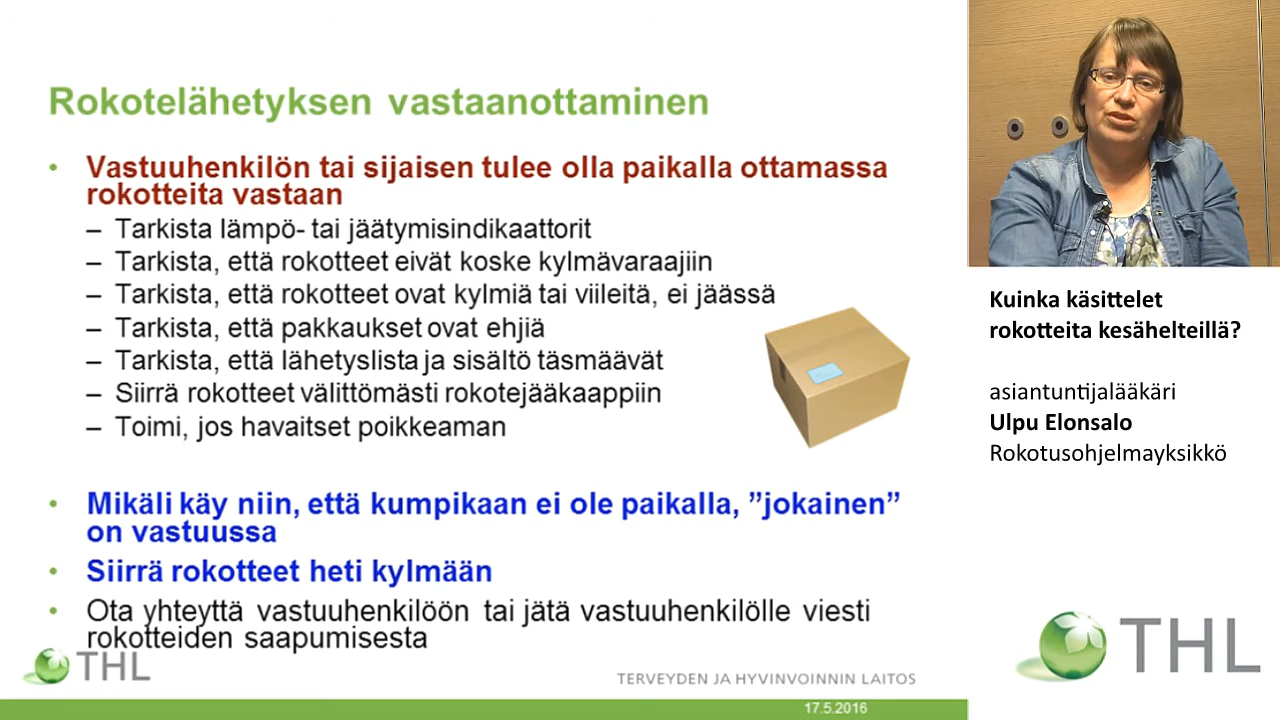 Rokotelähetyksen vastaanottaminen
• Vastuuhenkilön tai sijaisen tulee olla paikalla ottamassa
rokotteita vastaan
– Tarkista lämpö- tai jäätymisindikaattorit
– Tarkista, että rokotteet eivät koske kylmävaraajiin
– Tarkista, että rokotteet ovat kylmiä tai viileitä, ei jäässä
– Tarkista, että pakkaukset ovat ehjiä
– Tarkista, että lähetyslista ja sisältö täsmäävät
– Siirrä rokotteet välittömästi rokotejääkaappiin
– Toimi, jos havaitset poikkeaman
• Mikäli käy niin, että kumpikaan ei ole paikalla, ”jokainen”
on vastuussa
• Siirrä rokotteet heti kylmään
• Ota yhteyttä vastuuhenkilöön tai jätä vastuuhenkilölle viesti
rokotteiden saapumisesta
THL
TERVEYDEN JA HYVINVOINNIN LAITOS
17.5.2016
Kuinka käsittelet
rokotteita kesähelteillä?
asiantuntijalääkäri
Ulpu Elonsalo
Rokotusohjelmayksikkö
THL